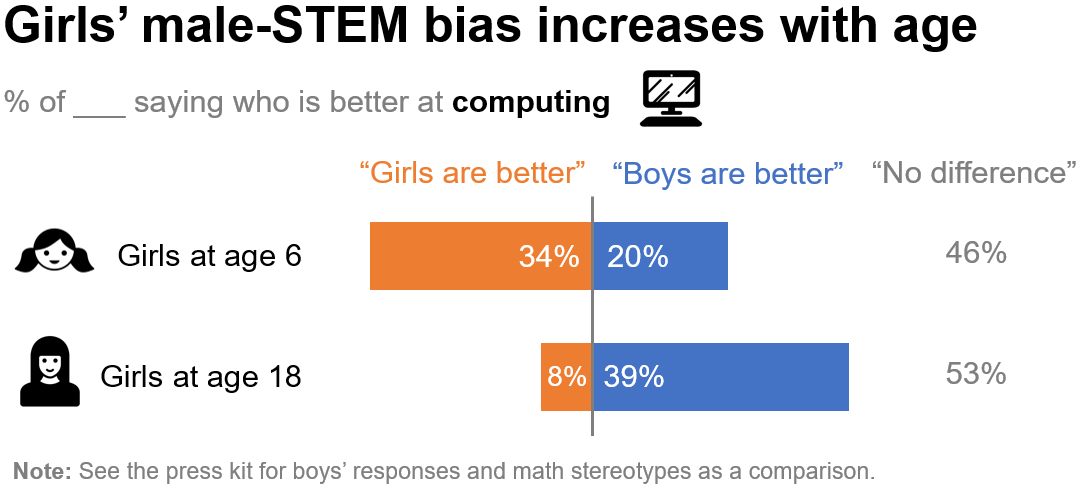 Girls’ male-STEM bias increases with age
% of ___ saying who is better at computing
“Girls are better” “Boys are better” “No difference”
Girls at age 6 34% 20% 46%
Girls at age 18 8% 39% 53%
Note: See the press kit for boys’ responses and math stereotypes as a comparison.